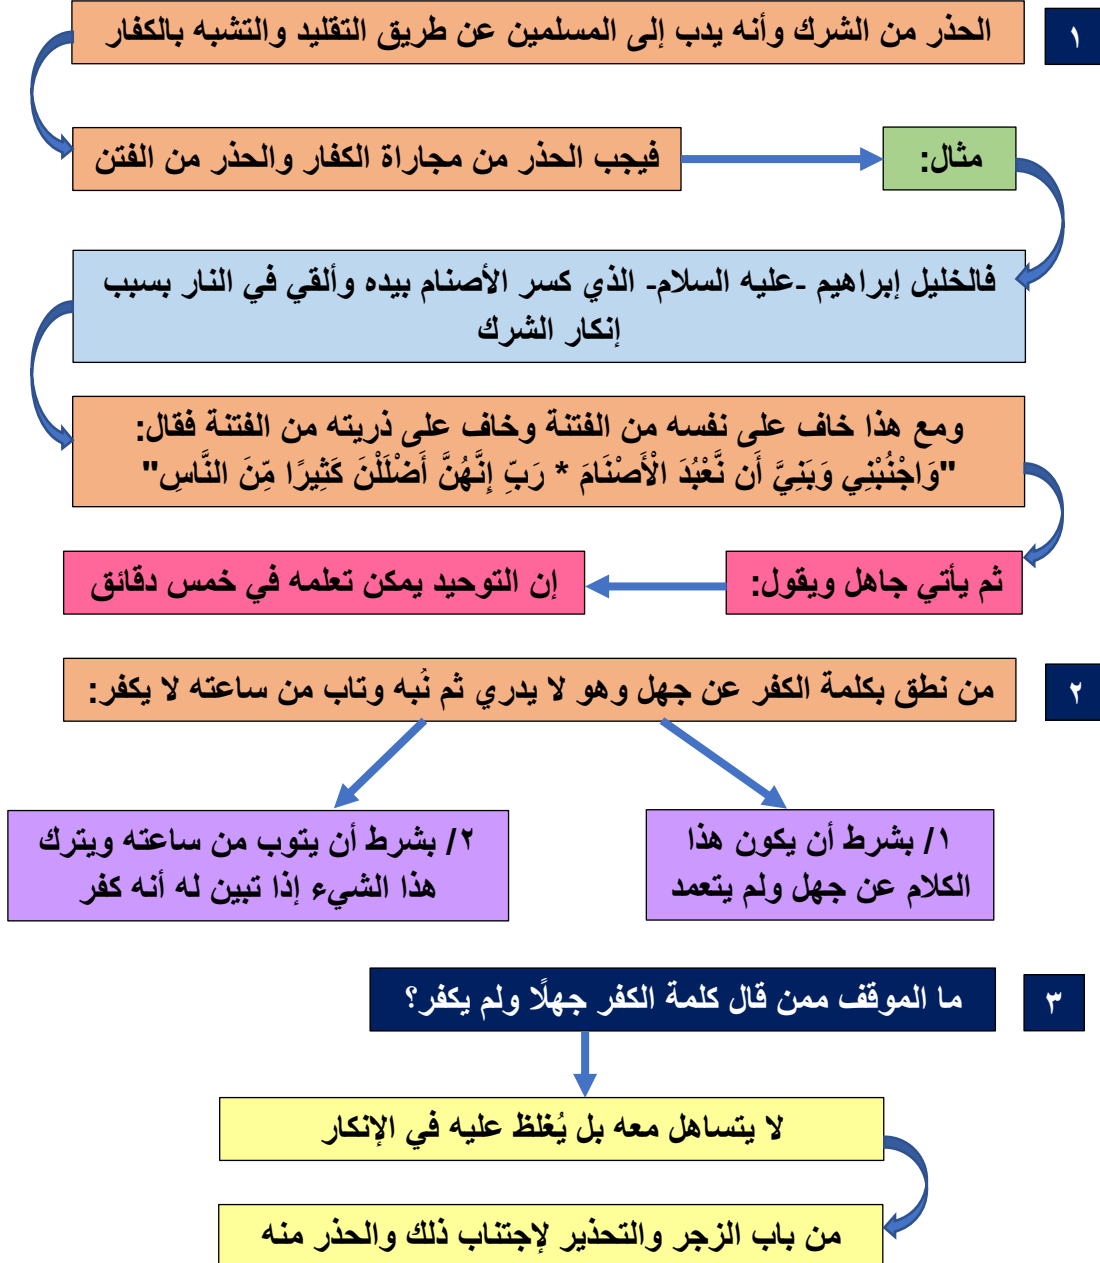 ١
الحذر من الشرك وأنه يدب إلى المسلمين عن طريق التقليد والتشبه بالكفار
فيجب الحذر من مجاراة الكفار والحذر من الفتن
مثال:
فالخليل إبراهيم -عليه السلام- الذي كسر الأصنام بيده وألقي في النار بسبب
إنكار الشرك
ومع هذا خاف على نفسه من الفتنة وخاف على ذريته من الفتنة فقال:
"وَاجْنُبْنِي وَبَنِيَّ أَن نَّعْبُدَ الْأَصْنَامَ * رَبِّ إِنَّهُنَّ أَضْلَلْنَ كَثِيرًا مِّنَ النَّاسِ"
ثم يأتي جاهل ويقول:
إن التوحيد يمكن تعلمه في خمس دقائق
٢
من نطق بكلمة الكفر عن جهل وهو لا يدري ثم نُبه وتاب من ساعته لا يكفر:
١/ بشرط أن يكون هذا
الكلام عن جهل ولم يتعمد
٢/ بشرط أن يتوب من ساعته ويترك
هذا الشيء إذا تبين له أنه كفر
٣
ما الموقف ممن قال كلمة الكفر جهلًا ولم يكفر؟
لا يتساهل معه بل يُغلظ عليه في الإنكار
من باب الزجر والتحذير لإجتناب ذلك والحذر منه